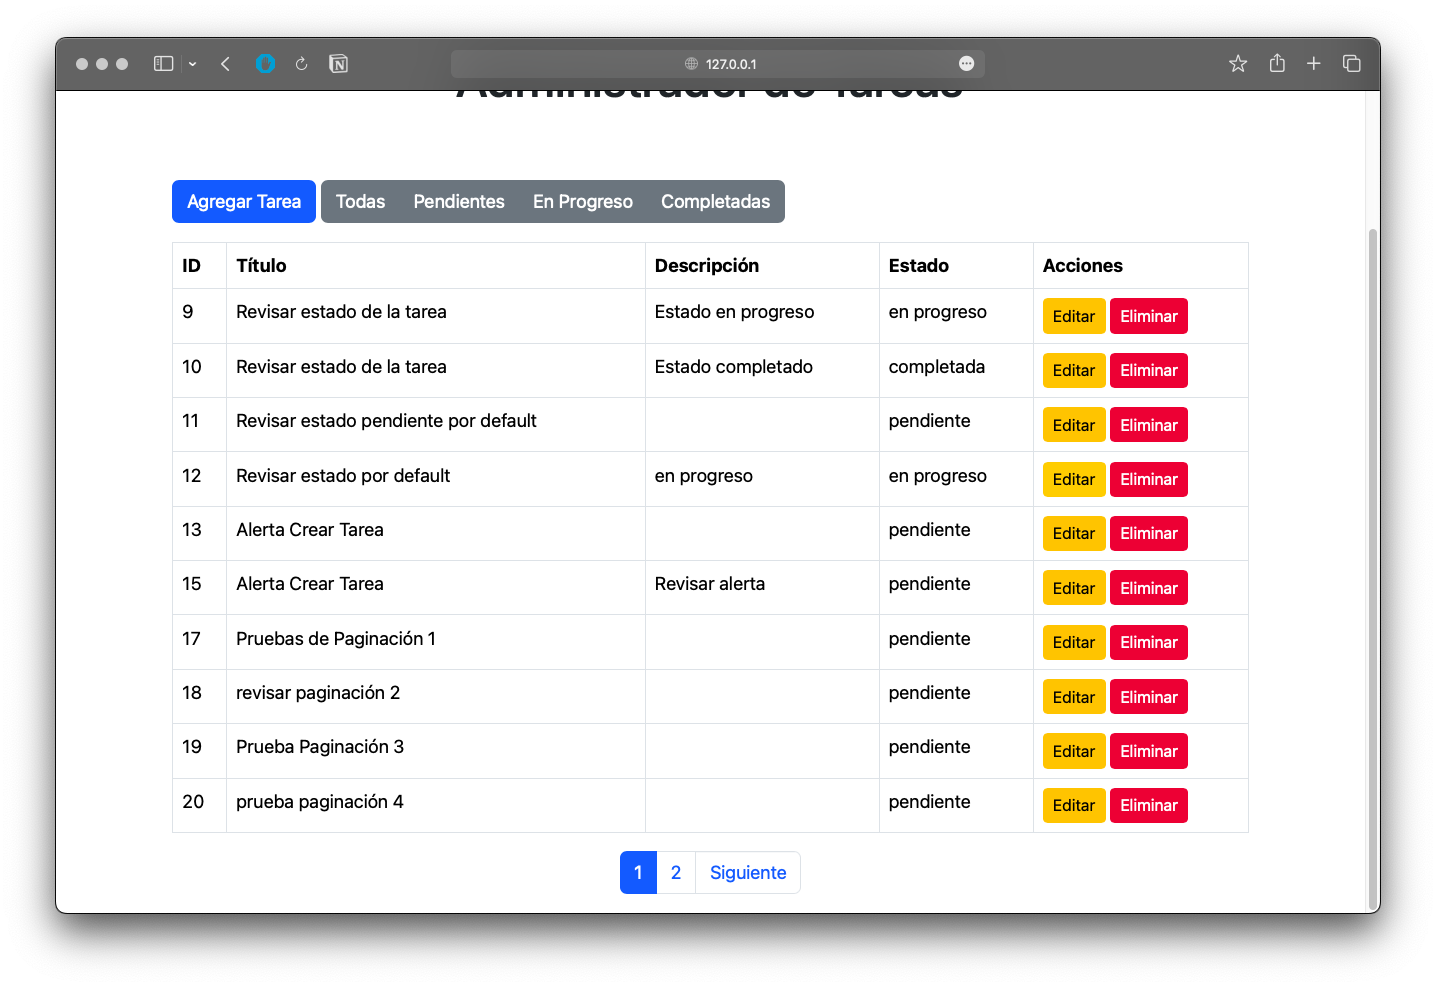 127.0.0.1
Administrador de Tareas
Agregar Tarea Todas Pendientes En Progreso Completadas
ID Título Descripción Estado Acciones
9 Revisar estado de la tarea Estado en progreso en progreso Editar Eliminar
10 Revisar estado de la tarea Estado completado completada Editar Eliminar
11 Revisar estado pendiente por default pendiente Editar Eliminar
12 Revisar estado por default en progreso en progreso Editar Eliminar
13 Alerta Crear Tarea pendiente Editar Eliminar
15 Alerta Crear Tarea Revisar alerta pendiente Editar Eliminar
17 Pruebas de Paginación 1 pendiente Editar Eliminar
18 revisar paginación 2 pendiente Editar Eliminar
19 Prueba Paginación 3 pendiente Editar Eliminar
20 prueba paginación 4 pendiente Editar Eliminar
1 2 Siguiente